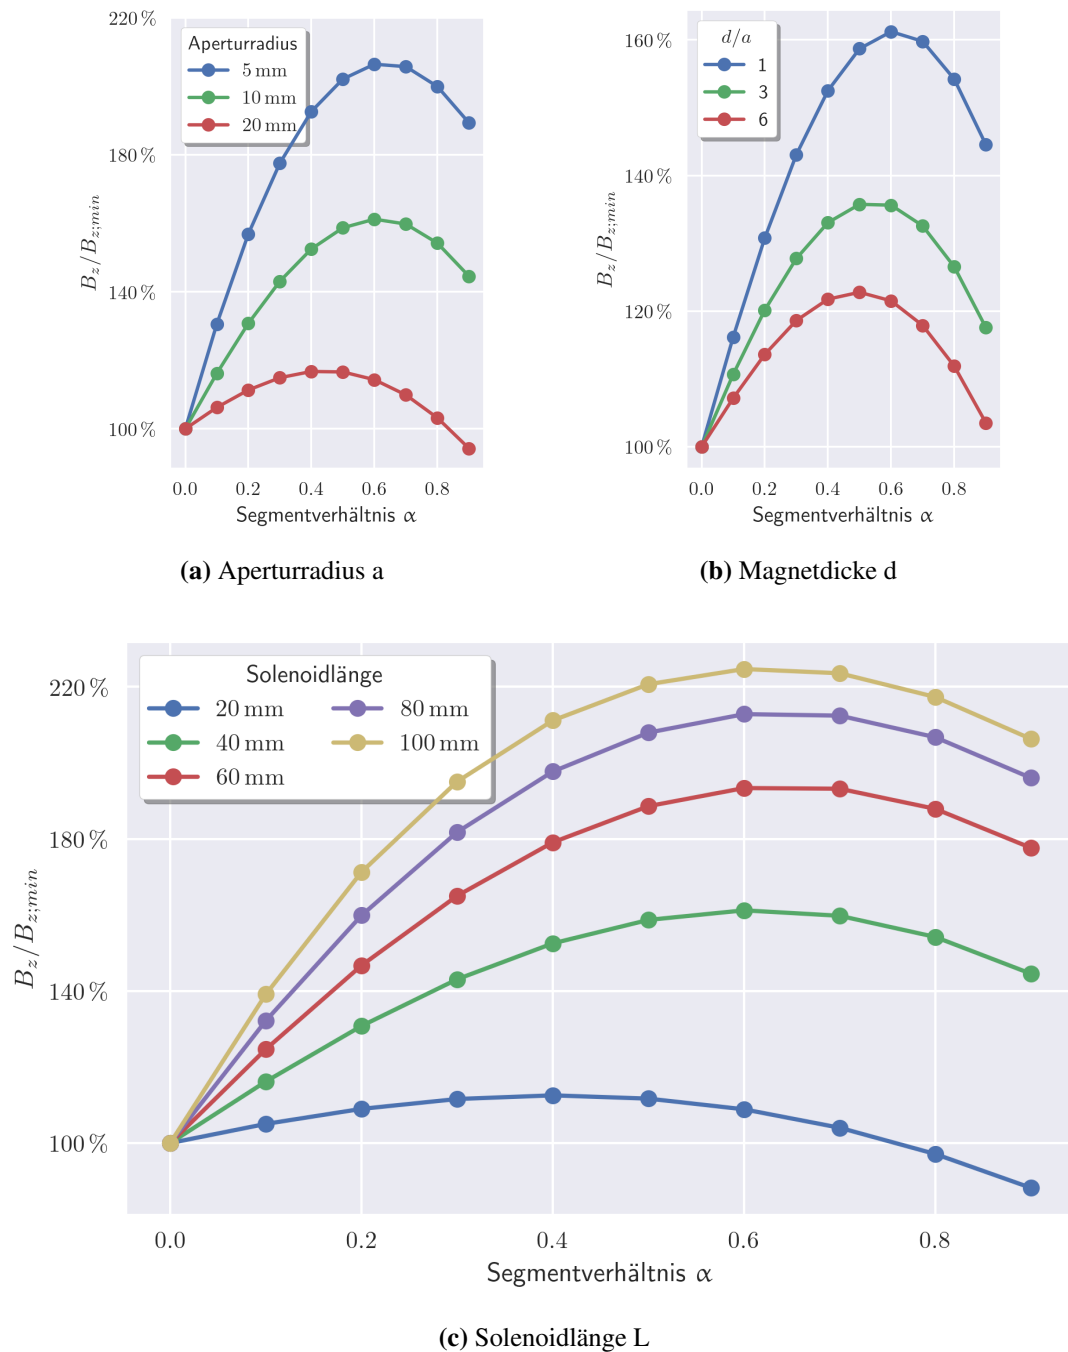 220 %
180 %
140 %
100 %
B_z/B_{z;min}
Aperturradius
5 mm
10 mm
20 mm
0.0 0.2 0.4 0.6 0.8
Segmentverhältnis α
(a) Aperturradius a
160 %
140 %
120 %
100 %
B_z/B_{z;min}
d/a
1
3
6
0.0 0.2 0.4 0.6 0.8
Segmentverhältnis α
(b) Magnetdicke d
220 %
180 %
140 %
100 %
B_z/B_{z;min}
Solenoidlänge
20 mm 80 mm
40 mm 100 mm
60 mm
0.0 0.2 0.4 0.6 0.8
Segmentverhältnis α
(c) Solenoidlänge L